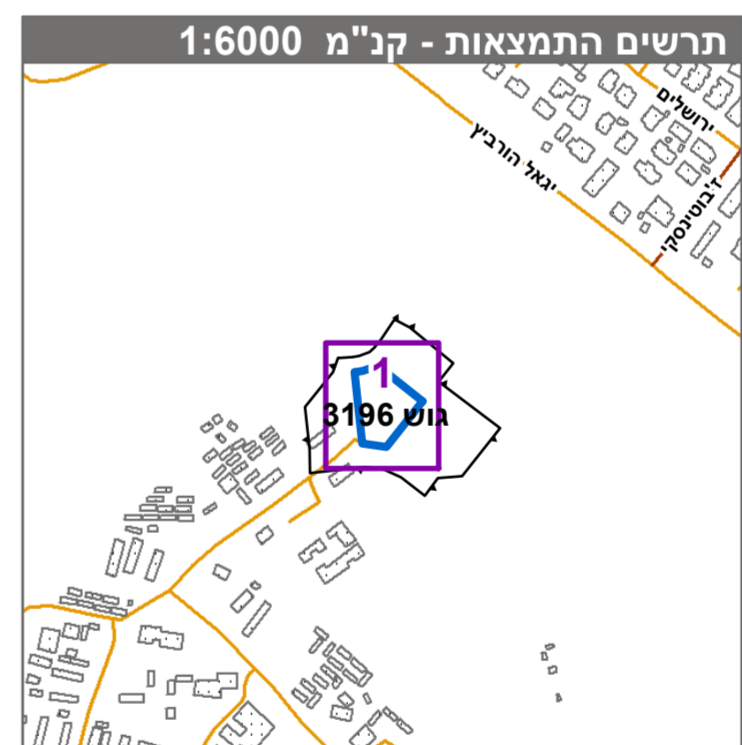 תרשים התמצאות - קנ"מ 1:6000
ירושלים
יגאל הורביץ
ז'בוטינסקי
1
גוש 3196